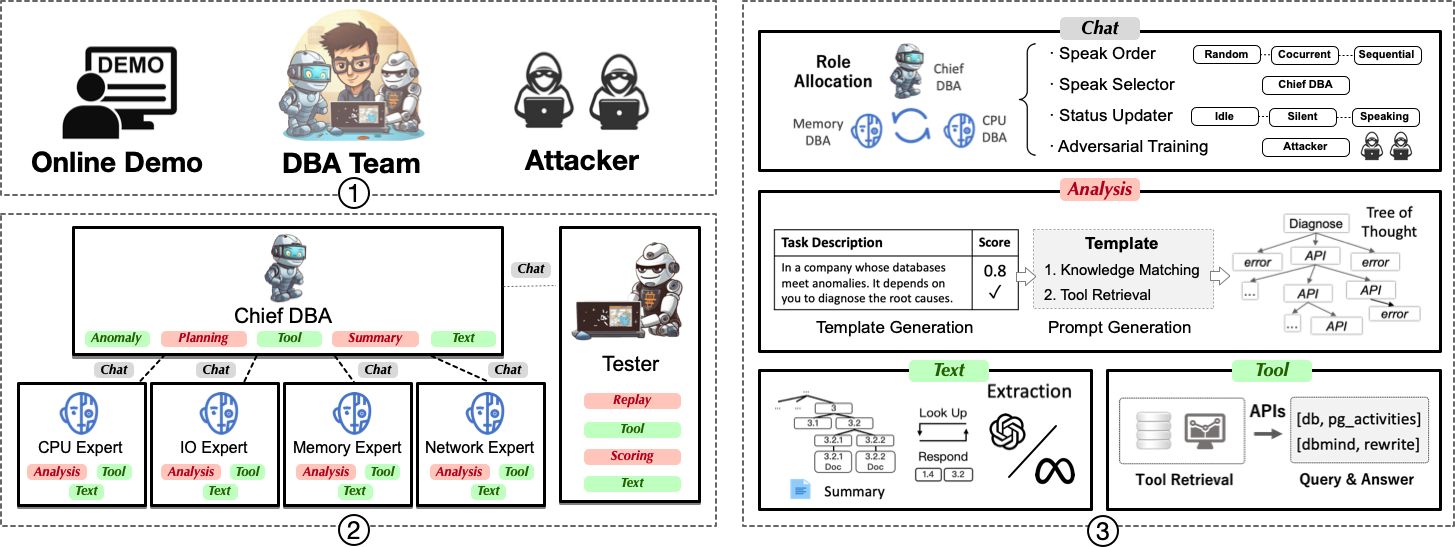 DEMO
Online Demo
DBA Team
Attacker
1
Chief DBA
Anomaly
Planning
Tool
Summary
Text
Chat
Chat
Chat
Chat
Chat
CPU Expert
Analysis
Tool
Text
IO Expert
Analysis
Tool
Text
Memory Expert
Analysis
Tool
Text
Network Expert
Analysis
Tool
Text
Tester
Replay
Tool
Scoring
Text
2
Chat
Role
Allocation
Chief
DBA
Memory
DBA
CPU
DBA
· Speak Order
Random
Cocurrent
Sequential
· Speak Selector
Chief DBA
· Status Updater
Idle
Silent
Speaking
· Adversarial Training
Attacker
Analysis
Task Description
Score
In a company whose databases
meet anomalies. It depends on
you to diagnose the root causes.
0.8
✓
Template Generation
Template
1. Knowledge Matching
2. Tool Retrieval
Prompt Generation
Tree of
Thought
Diagnose
error
API
error
...
API
API
...
API
error
Text
...
...
...
3
3.1
3.2
3.2.1
3.2.2
3.2.1
Doc
3.2.2
Doc
Summary
Look Up
Respond
1.4
3.2
Extraction
Tool
Tool Retrieval
APIs
[db, pg_activities]
[dbmind, rewrite]
Query & Answer
3